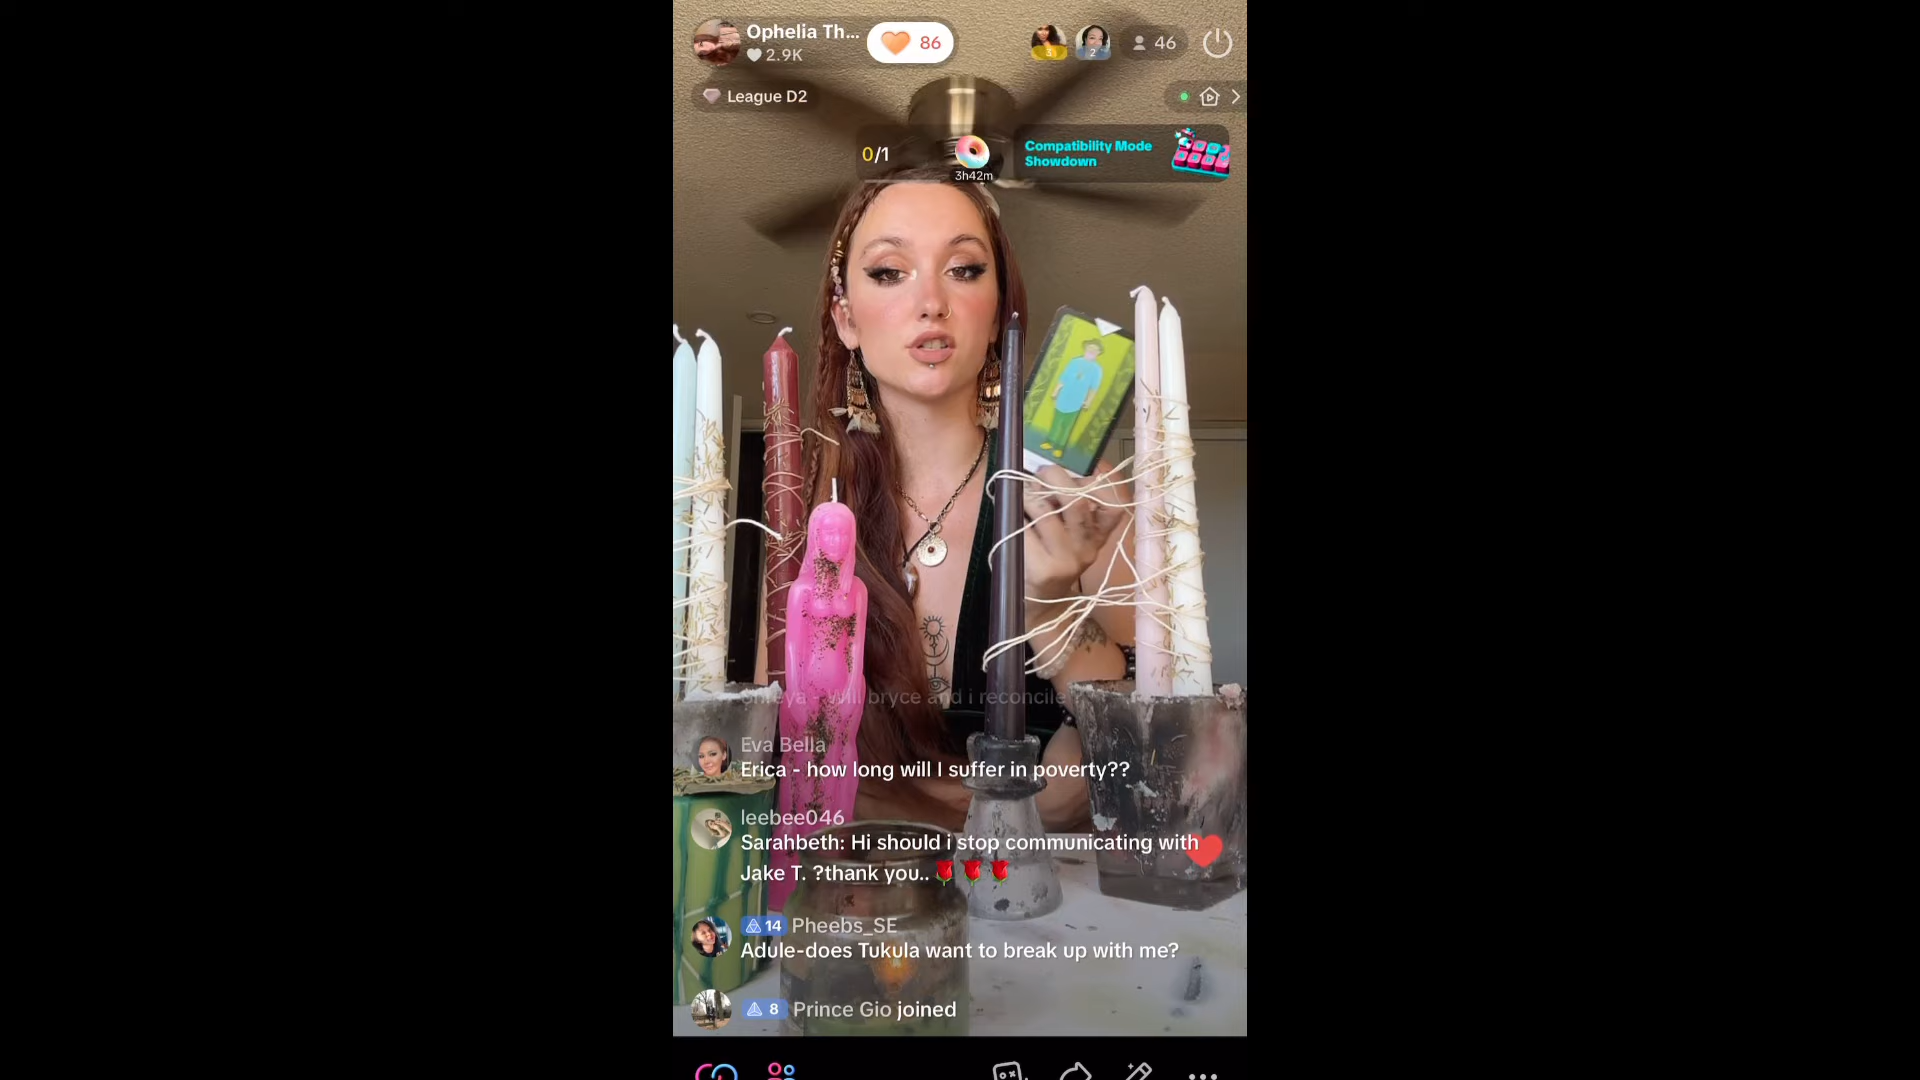 Ophelia Th...
2.9K
86
3
2
46
League D2
0/1
3h42m
Compatibility Mode
Showdown
will bryce and i reconcile
Eva Bella
Erica - how long will I suffer in poverty??
leebee046
Sarahbeth: Hi should i stop communicating with
Jake T. ?thank you..
14 Pheebs_SE
Adule-does Tukula want to break up with me?
8 Prince Gio joined